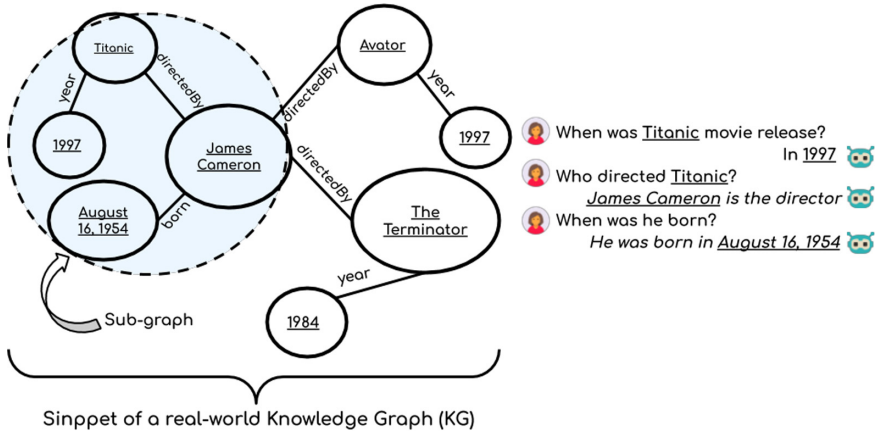 Titanic
Avator
year
directedBy
directedBy
year
1997
James
Cameron
1997
directedBy
August
16, 1954
born
The
Terminator
year
1984
Sub-graph
When was Titanic movie release?
In 1997
Who directed Titanic?
James Cameron is the director
When was he born?
He was born in August 16, 1954
Sinppet of a real-world Knowledge Graph (KG)